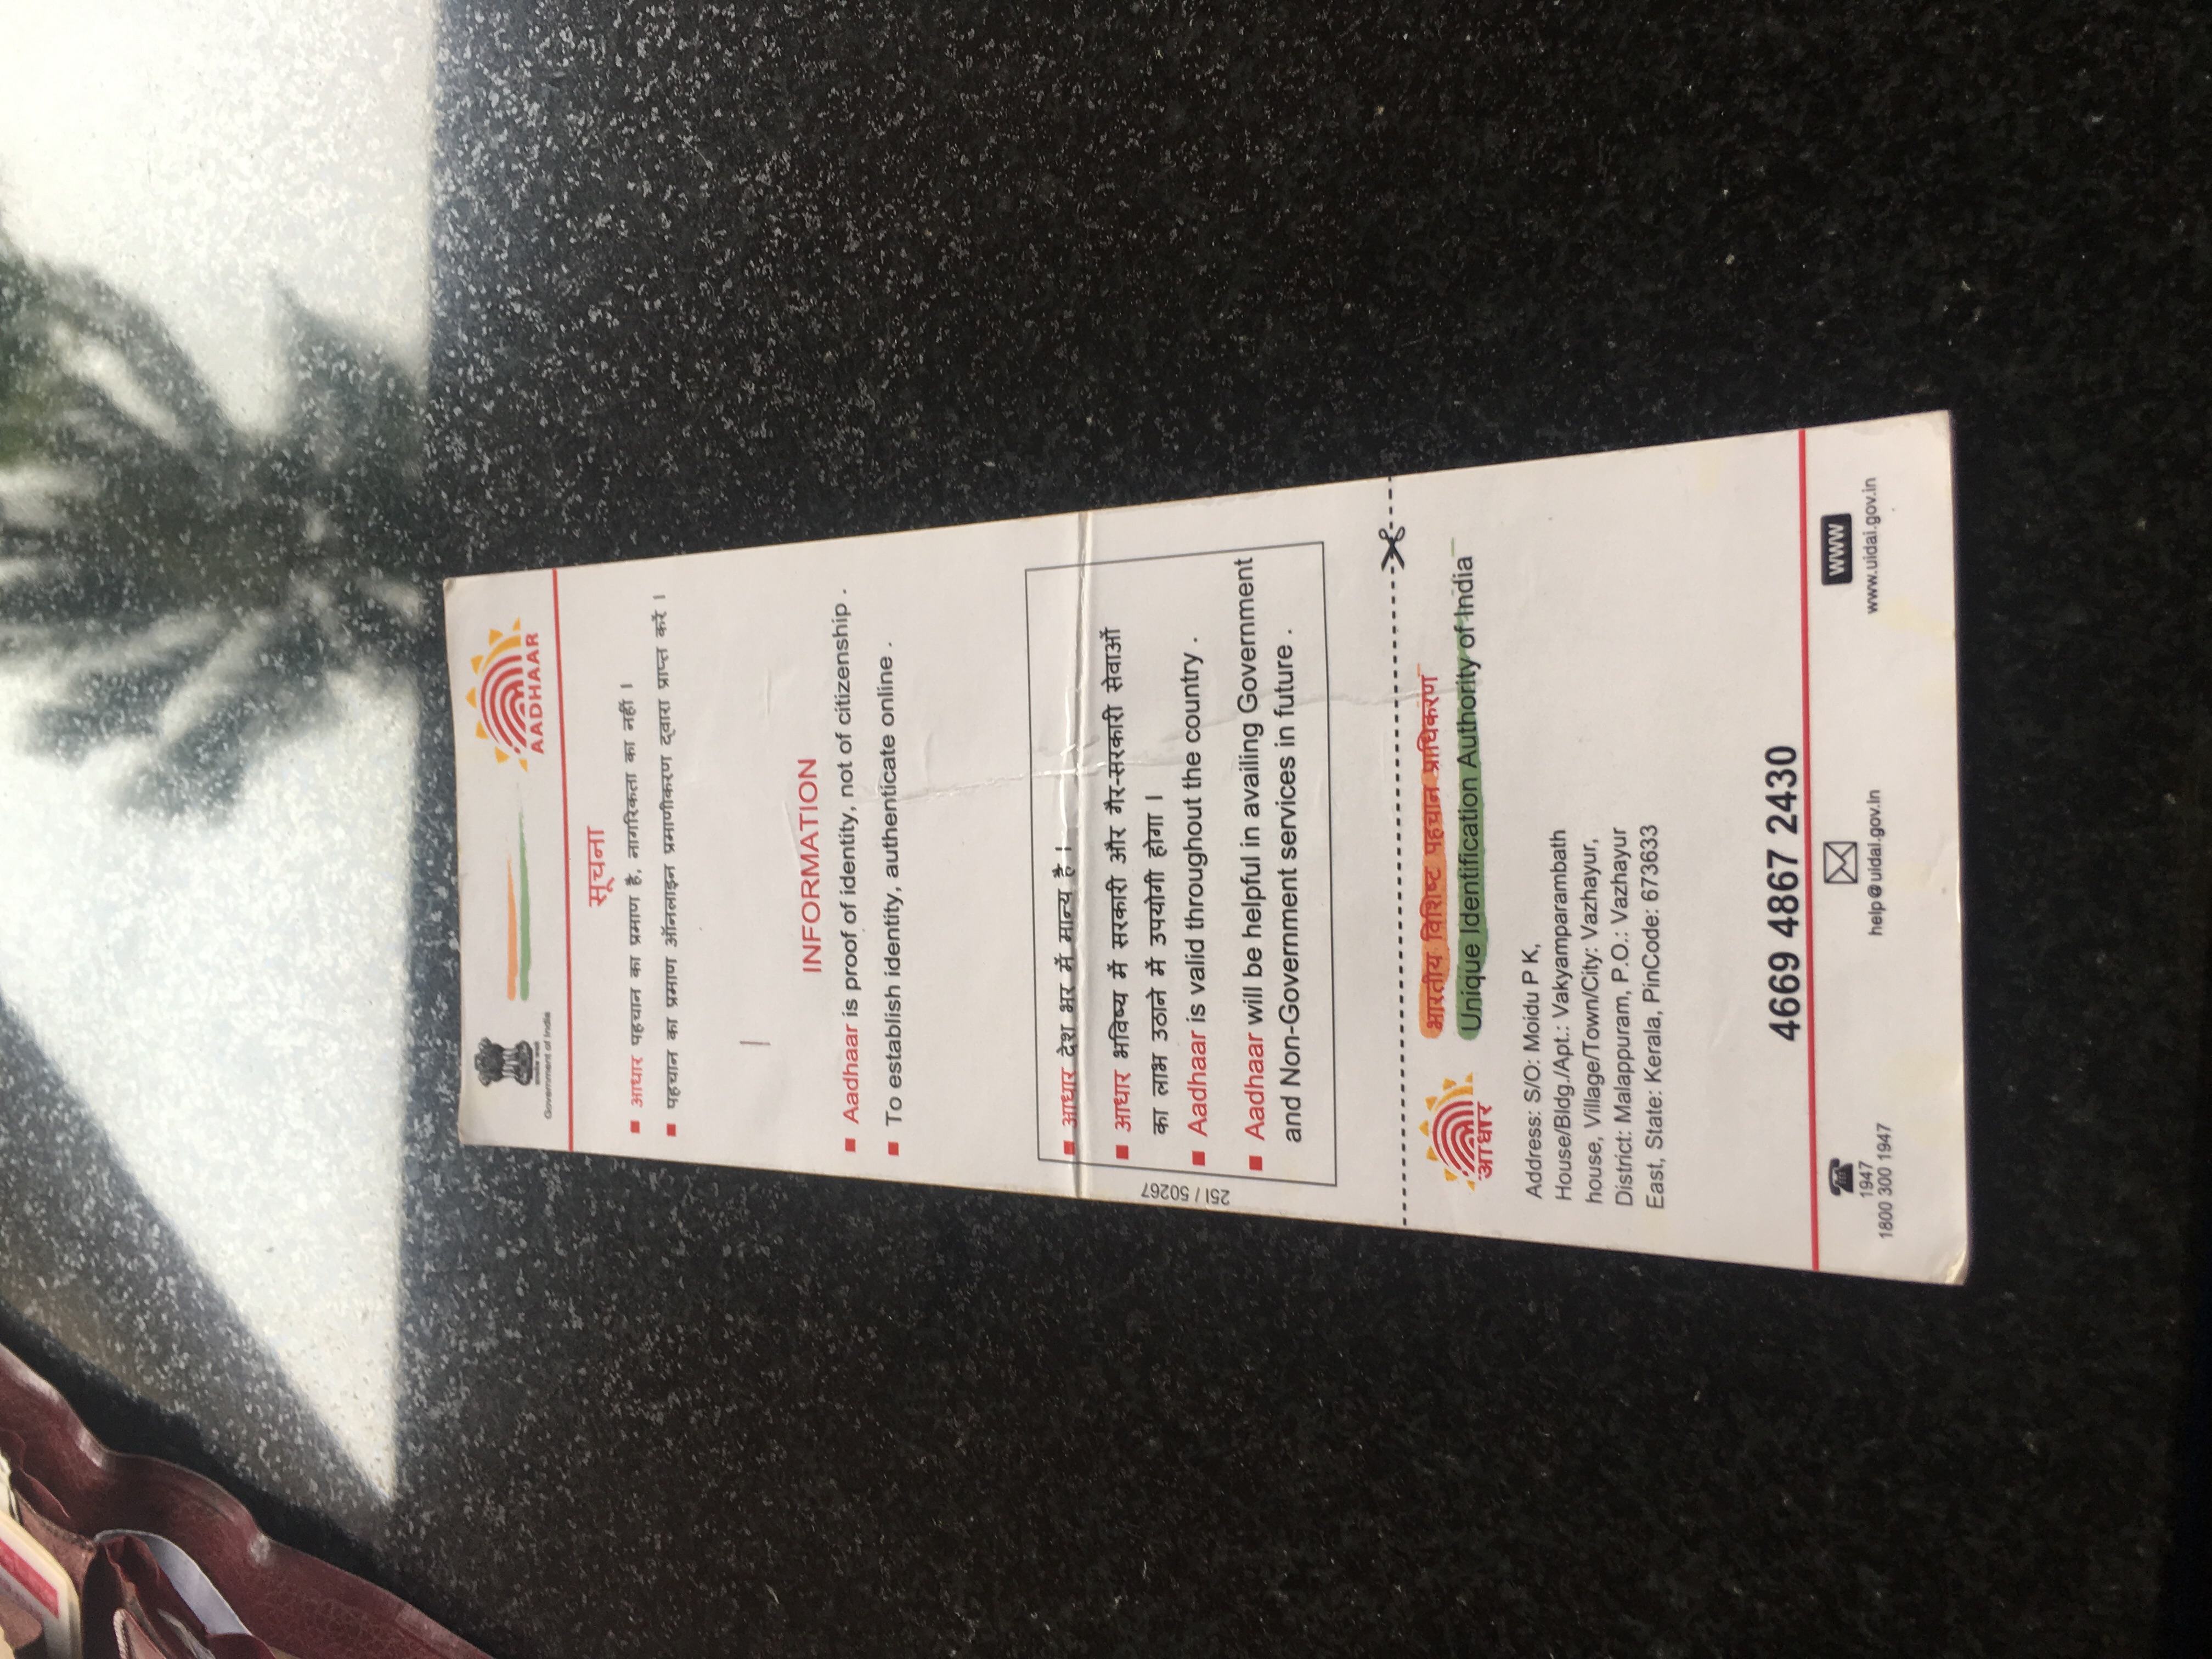 Government of India
AADHAAR
सूचना
आधार पहचान का प्रमाण है, नागरिकता का नहीं ।
पहचान का प्रमाण ऑनलाइन प्रमाणीकरण द्वारा प्राप्त करें ।
INFORMATION
Aadhaar is proof of identity, not of citizenship .
To establish identity, authenticate online .
आधार देश भर में मान्य है ।
आधार भविष्य में सरकारी और गैर-सरकारी सेवाओं
का लाभ उठाने में उपयोगी होगा ।
Aadhaar is valid throughout the country .
Aadhaar will be helpful in availing Government
and Non-Government services in future .
25I / 50267
आधार
भारतीय विशिष्ट पहचान प्राधिकरण
Unique Identification Authority of India
Address: S/O: Moidu P K,
House/Bldg./Apt.: Vakyamparambath
house, Village/Town/City: Vazhayur,
District: Malappuram, P.O.: Vazhayur
East, State: Kerala, PinCode: 673633
4669 4867 2430
1947
1800 300 1947
help@uidai.gov.in
WWW
www.uidai.gov.in